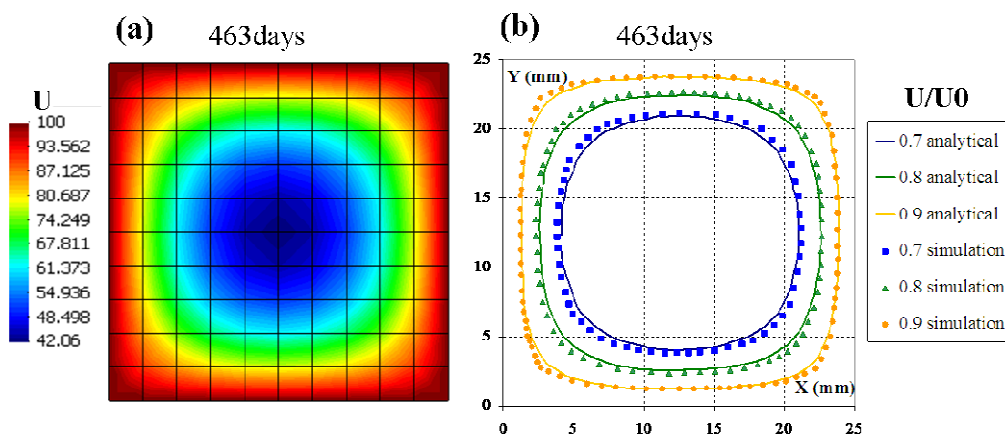 (a)
463days
U
100
93.562
87.125
80.687
74.249
67.811
61.373
54.936
48.498
42.06
(b)
463days
Y (mm)
25
20
15
10
5
0
0 5 10 15 20 25
X (mm)
U/U0
0.7 analytical
0.8 analytical
0.9 analytical
0.7 simulation
0.8 simulation
0.9 simulation